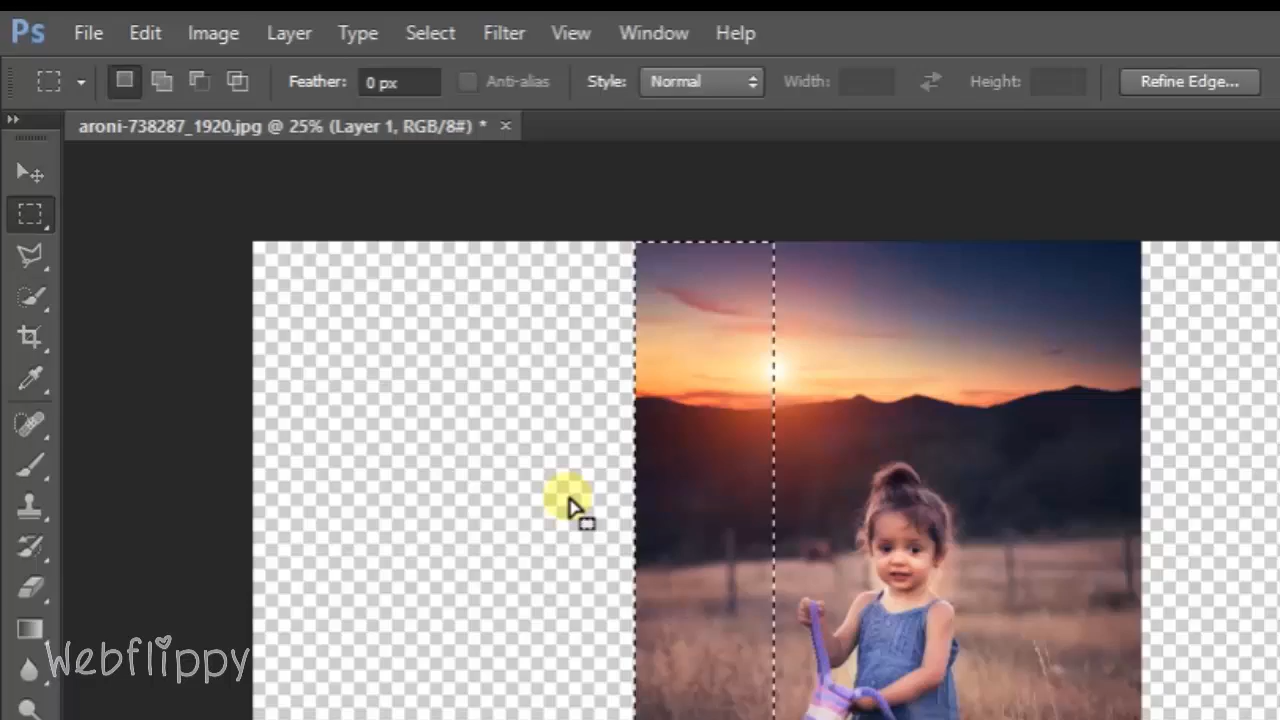 Ps File Edit Image Layer Type Select Filter View Window Help
Feather: 0 px Anti-alias Style: Normal Width: Height: Refine Edge...
aroni-738287_1920.jpg @ 25% (Layer 1, RGB/8#) * ×
Webflippy